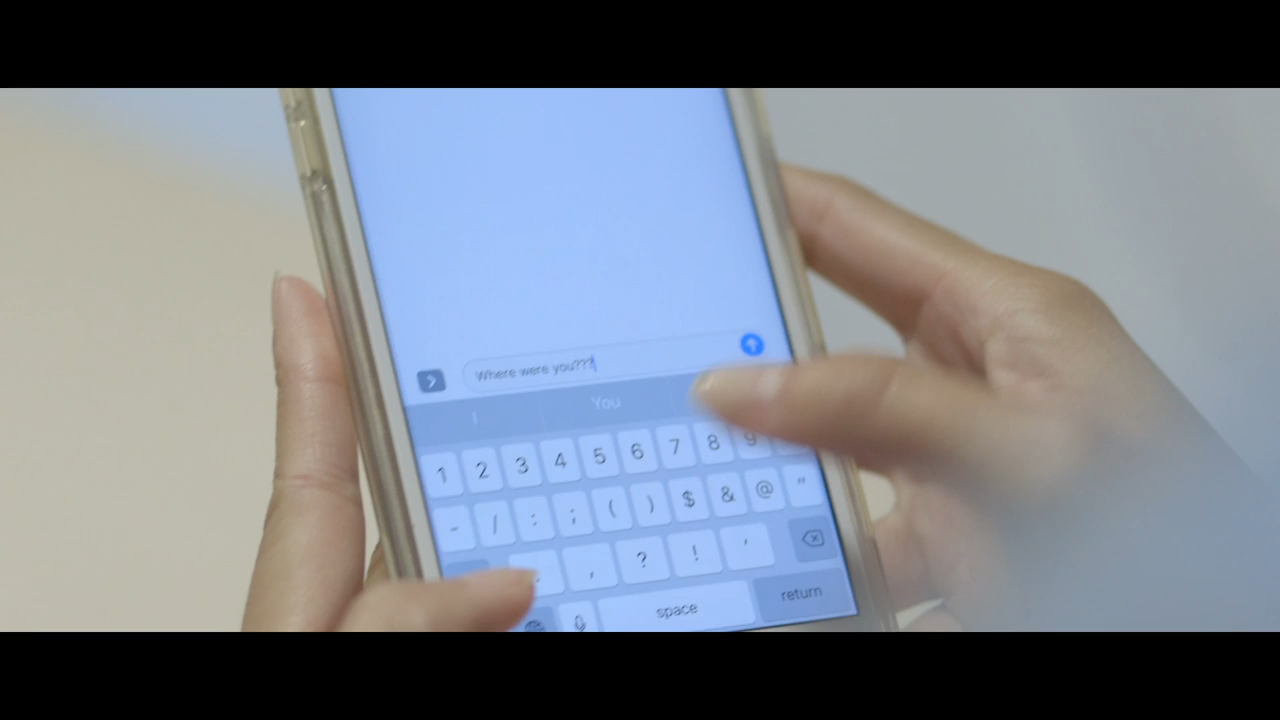 Where were you???
I You
1 2 3 4 5 6 7 8 9
- / : ; ( ) $ & @ "
. , ? ! '
space return